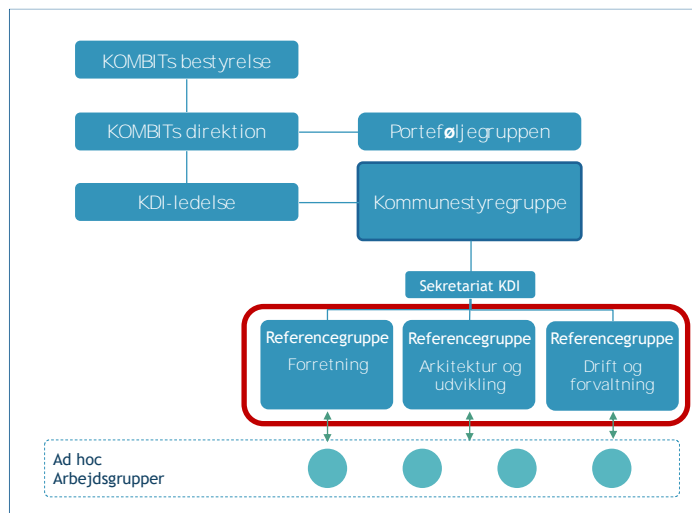 KOMBITs bestyrelse
KOMBITs direktion
Porteføljegruppen
KDI-ledelse
Kommunestyregruppe
Sekretariat KDI
Referencegruppe
Forretning
Referencegruppe
Arkitektur og
udvikling
Referencegruppe
Drift og
forvaltning
Ad hoc
Arbejdsgrupper